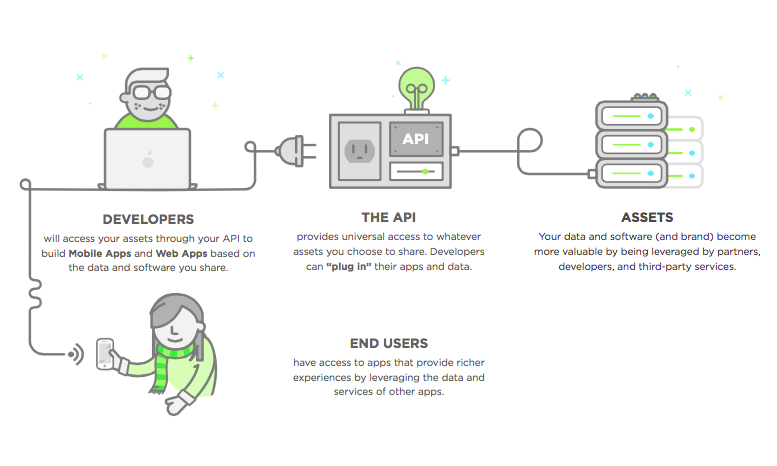 API
DEVELOPERS
will access your assets through your API to
build Mobile Apps and Web Apps based on
the data and software you share.
THE API
provides universal access to whatever
assets you choose to share. Developers
can “plug in” their apps and data.
ASSETS
Your data and software (and brand) become
more valuable by being leveraged by partners,
developers, and third-party services.
END USERS
have access to apps that provide richer
experiences by leveraging the data and
services of other apps.